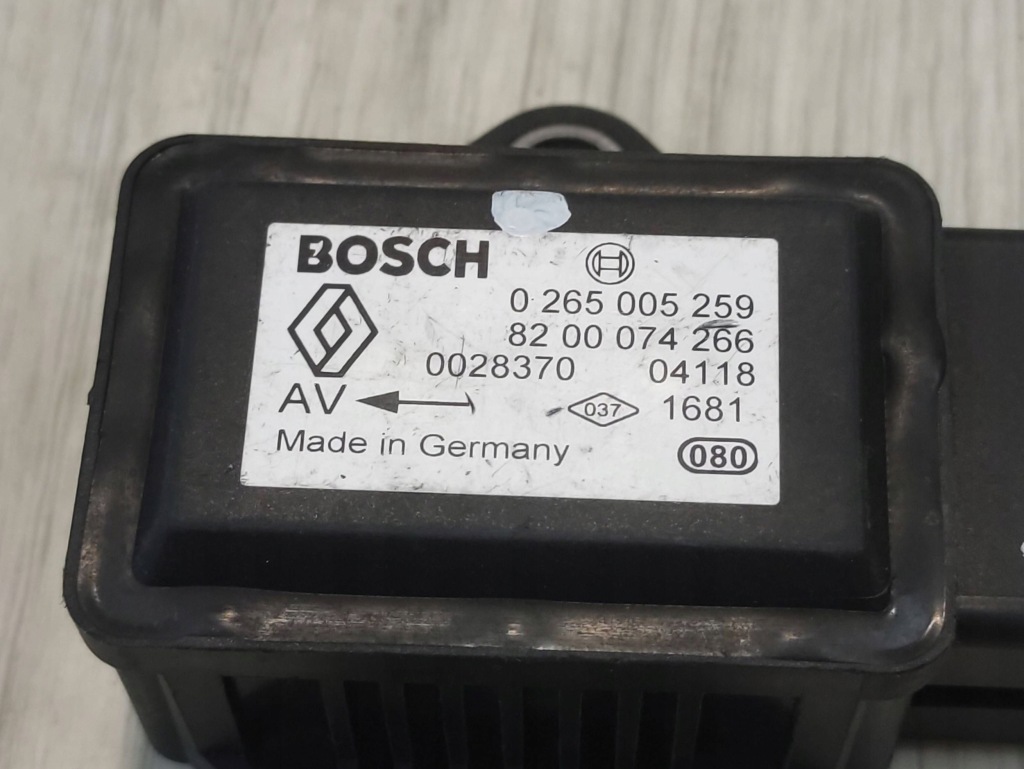 BOSCH
0 265 005 259
82 00 074 266
0028370 04118
AV 037 1681
Made in Germany 080